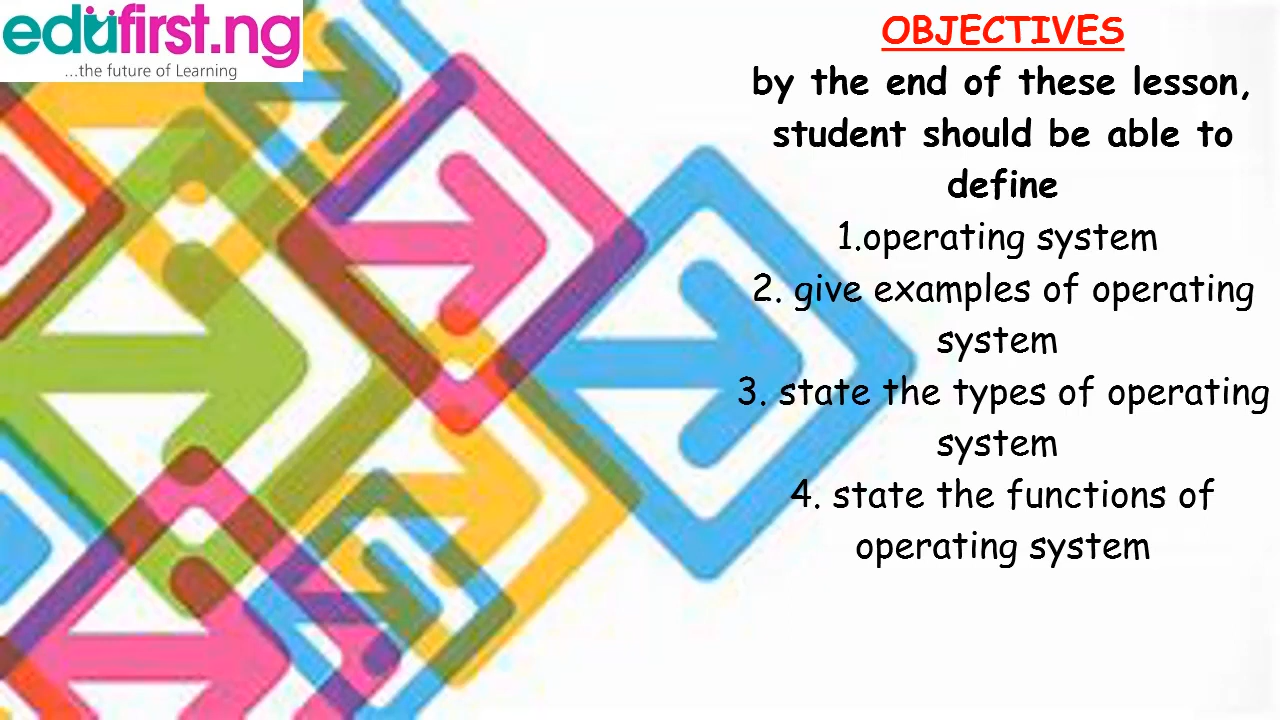 edufirst.ng
...the future of Learning
OBJECTIVES
by the end of these lesson,
student should be able to
define
1.operating system
2. give examples of operating
system
3. state the types of operating
system
4. state the functions of
operating system